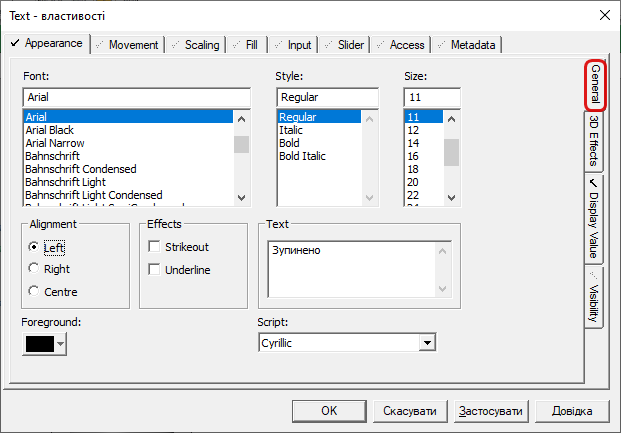 Text - властивості
Appearance Movement Scaling Fill Input Slider Access Metadata
Font: Style: Size:
Arial Regular 11
Arial Regular 11
Arial Black Italic 12
Arial Narrow Bold 14
Bahnschrift Bold Italic 16
Bahnschrift Condensed 18
Bahnschrift Light 20
Bahnschrift Light Condensed 22
Alignment Effects Text
Left Strikeout Зупинено
Right Underline
Centre
Foreground: Script:
Cyrillic
General
3D Effects
Display Value
Visibility
OK Скасувати Застосувати Довідка